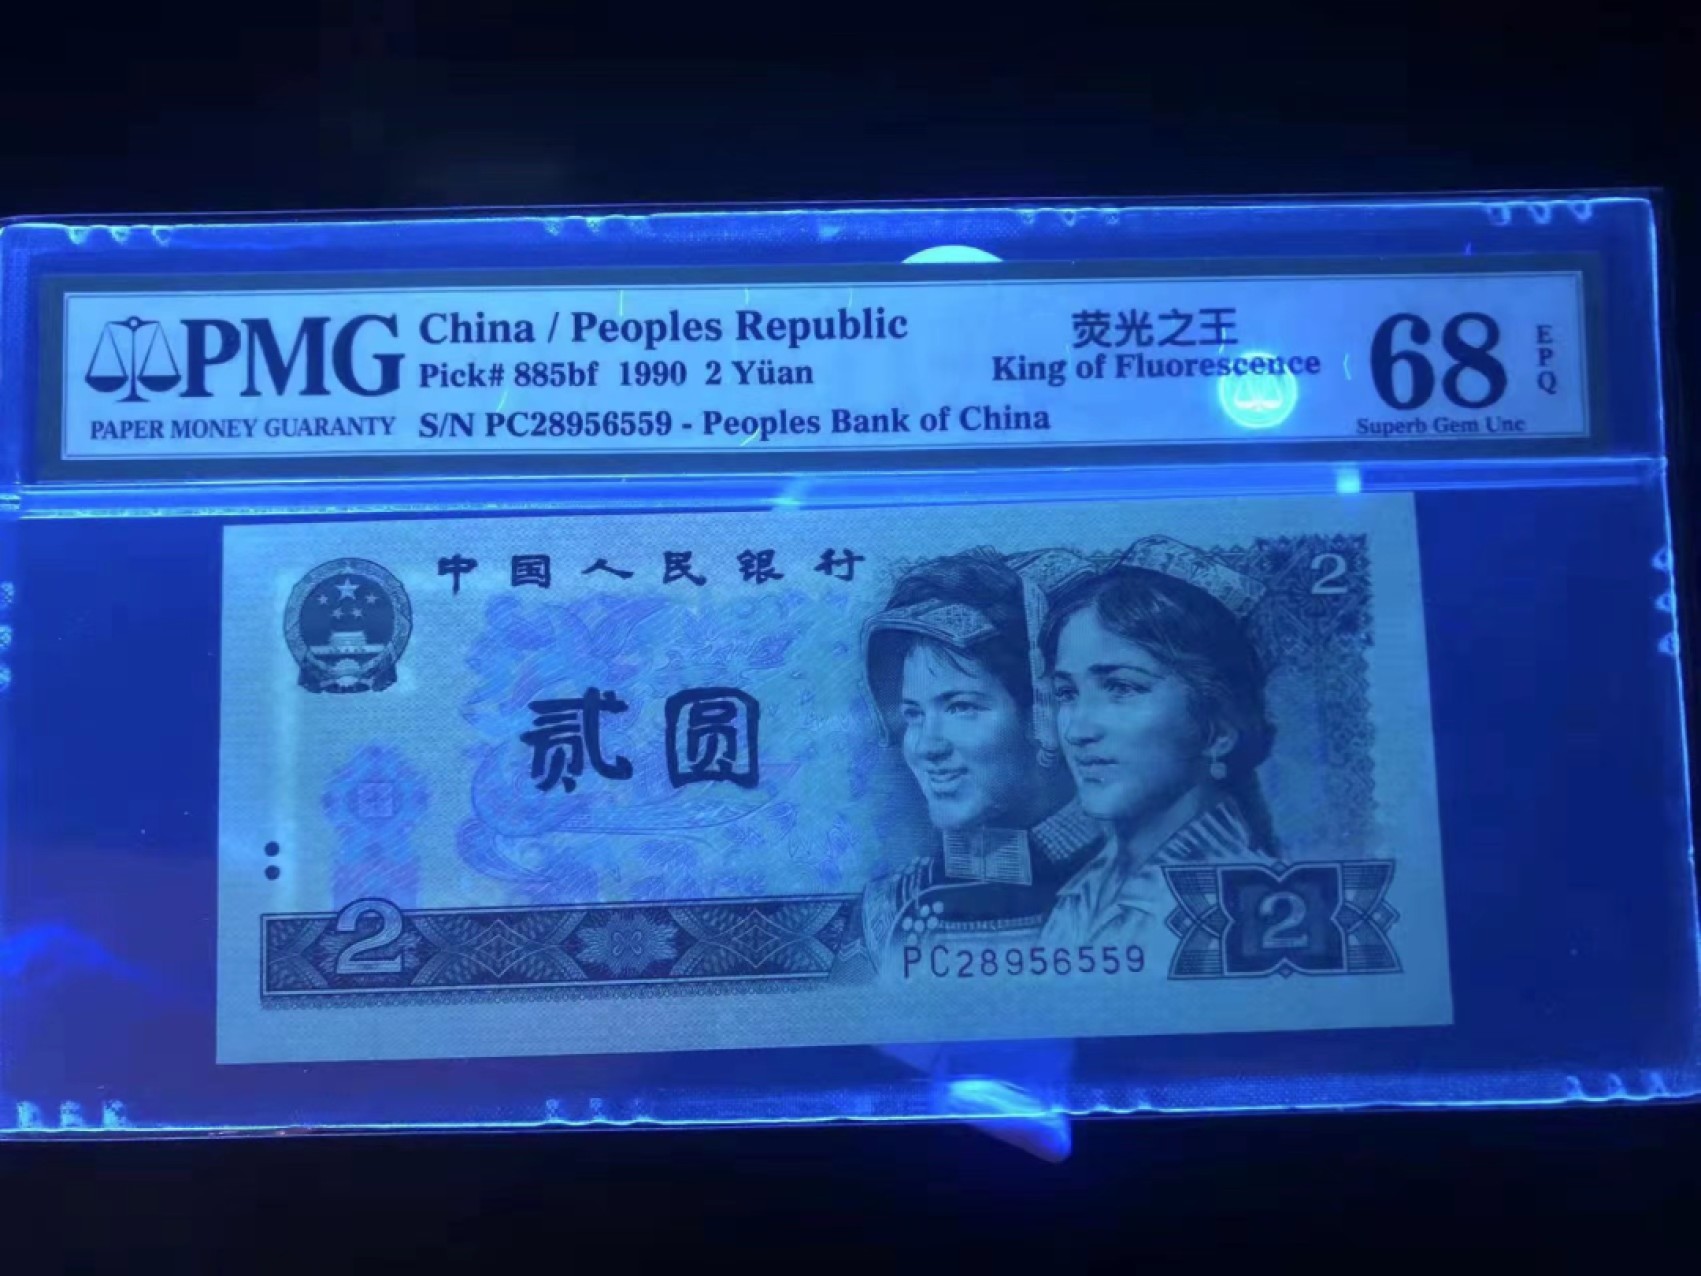 PMG
PAPER MONEY GUARANTY
China / Peoples Republic
Pick# 885bf 1990 2 Yüan
S/N PC28956559 - Peoples Bank of China
荧光之王
King of Fluorescence
68
EPQ
Superb Gem Unc
中国人民银行
2
贰圆
2
PC28956559
2